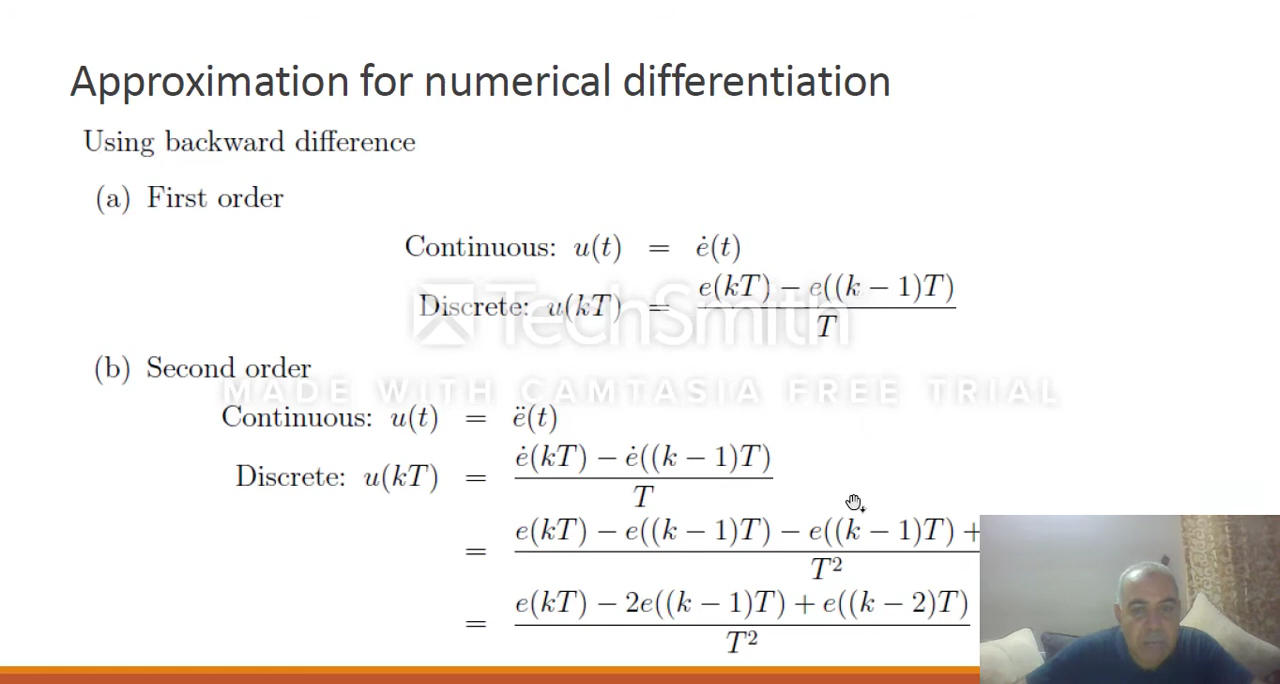 Approximation for numerical differentiation
Using backward difference
(a) First order
Continuous: u(t) = ė(t)
Discrete: u(kT) = (e(kT) − e((k − 1)T)) / T
TechSmith
(b) Second order
MADE WITH CAMTASIA FREE TRIAL
Continuous: u(t) = ë(t)
Discrete: u(kT) = (ė(kT) − ė((k − 1)T)) / T
= (e(kT) − e((k − 1)T) − e((k − 1)T) + / T²
= (e(kT) − 2e((k − 1)T) + e((k − 2)T)) / T²